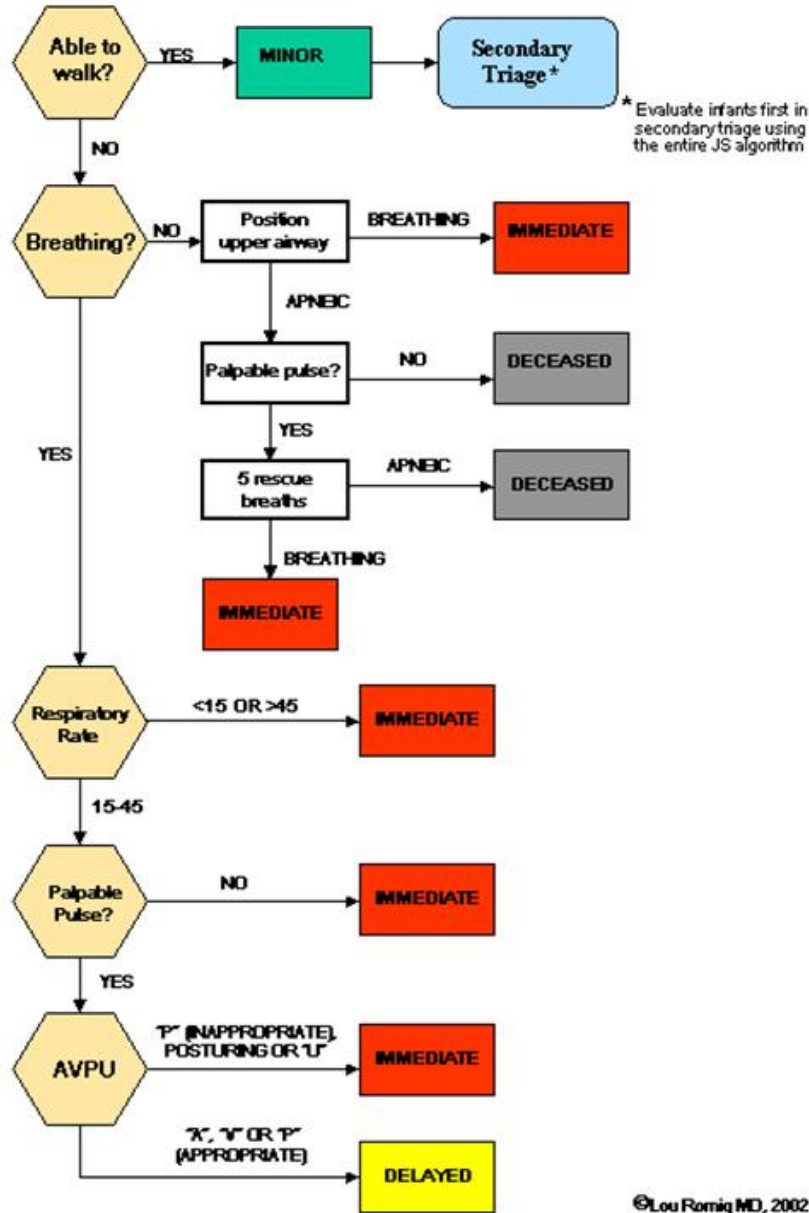 Able to
walk?
YES
MINOR
Secondary
Triage*
* Evaluate infants first in
secondary triage using
the entire JS algorithm
NO
Breathing?
NO
Position
upper airway
BREATHING
IMMEDIATE
APNEIC
Palpable pulse?
NO
DECEASED
YES
5 rescue
breaths
APNEIC
DECEASED
BREATHING
IMMEDIATE
YES
Respiratory
Rate
<15 OR >45
IMMEDIATE
15-45
Palpable
Pulse?
NO
IMMEDIATE
YES
AVPU
"P" (INAPPROPRIATE),
POSTURING OR "U"
IMMEDIATE
"A", "V" OR "P"
(APPROPRIATE)
DELAYED
©Lou Romig MD, 2002